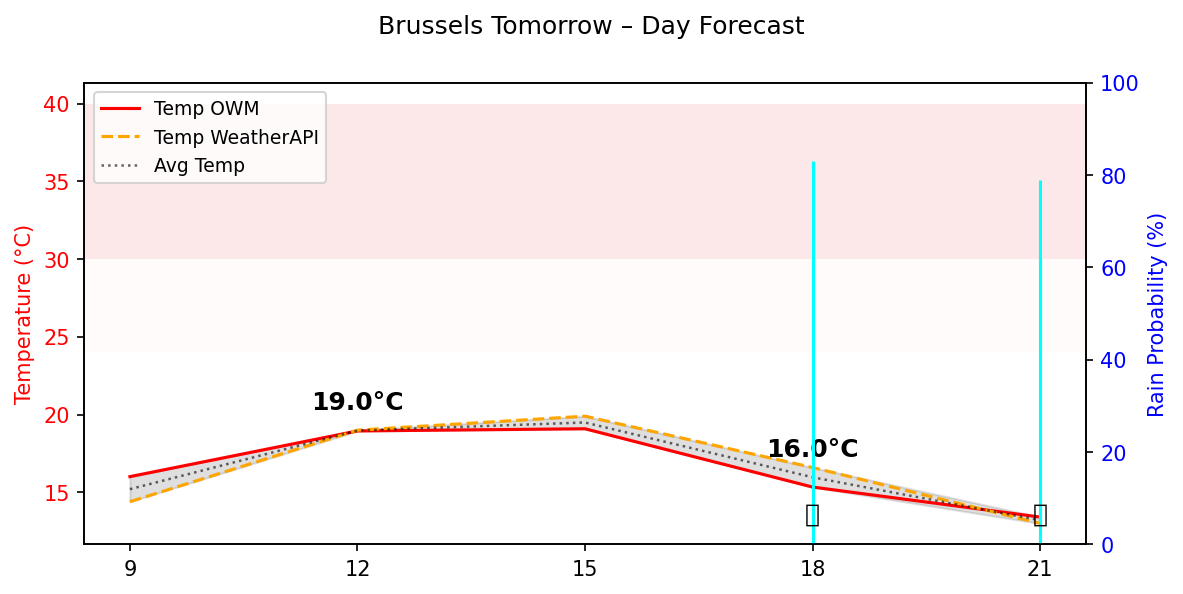 Brussels Tomorrow – Day Forecast
Temp OWM
Temp WeatherAPI
Avg Temp
Temperature (°C)
40
35
30
25
20
15
19.0°C
16.0°C
100
80
60
40
20
0
Rain Probability (%)
9
12
15
18
21